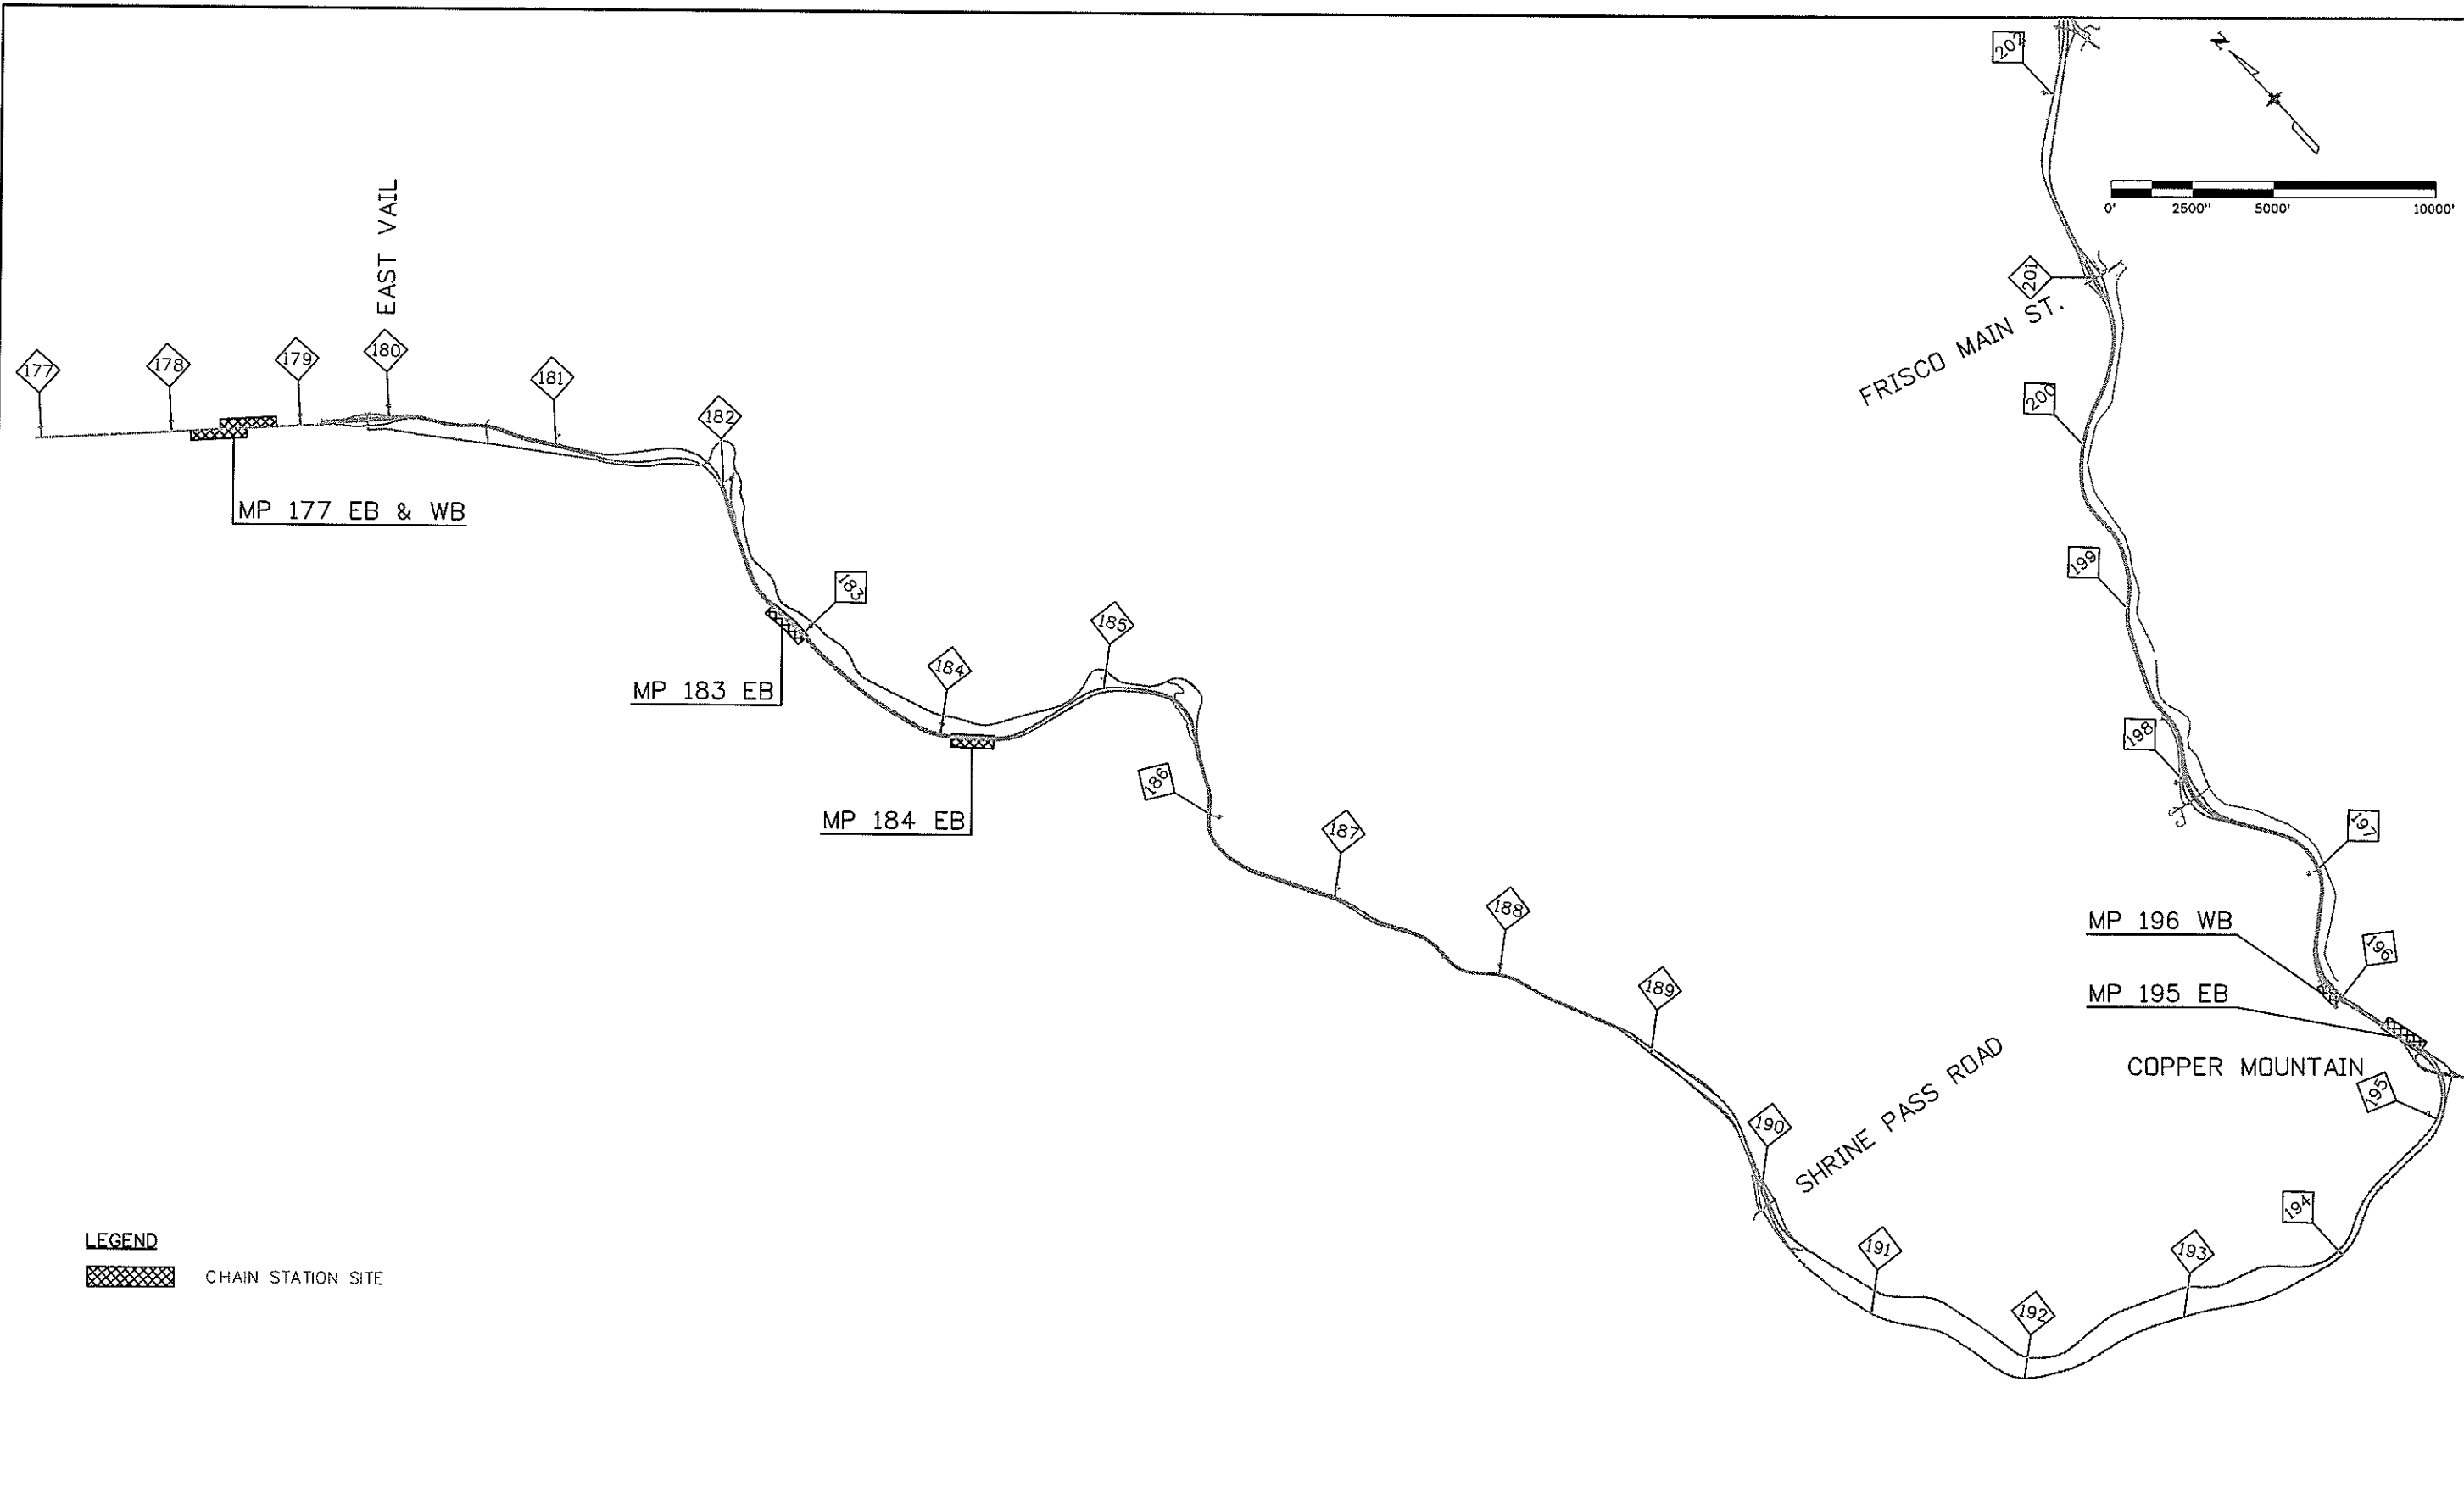 202
N
0' 2500'' 5000' 10000'
EAST VAIL
201
FRISCO MAIN ST.
177
178
179
180
181
182
200
MP 177 EB & WB
199
183
MP 183 EB
184
185
MP 184 EB
186
187
188
189
198
197
MP 196 WB
196
MP 195 EB
COPPER MOUNTAIN
195
SHRINE PASS ROAD
190
191
192
193
194
LEGEND
CHAIN STATION SITE